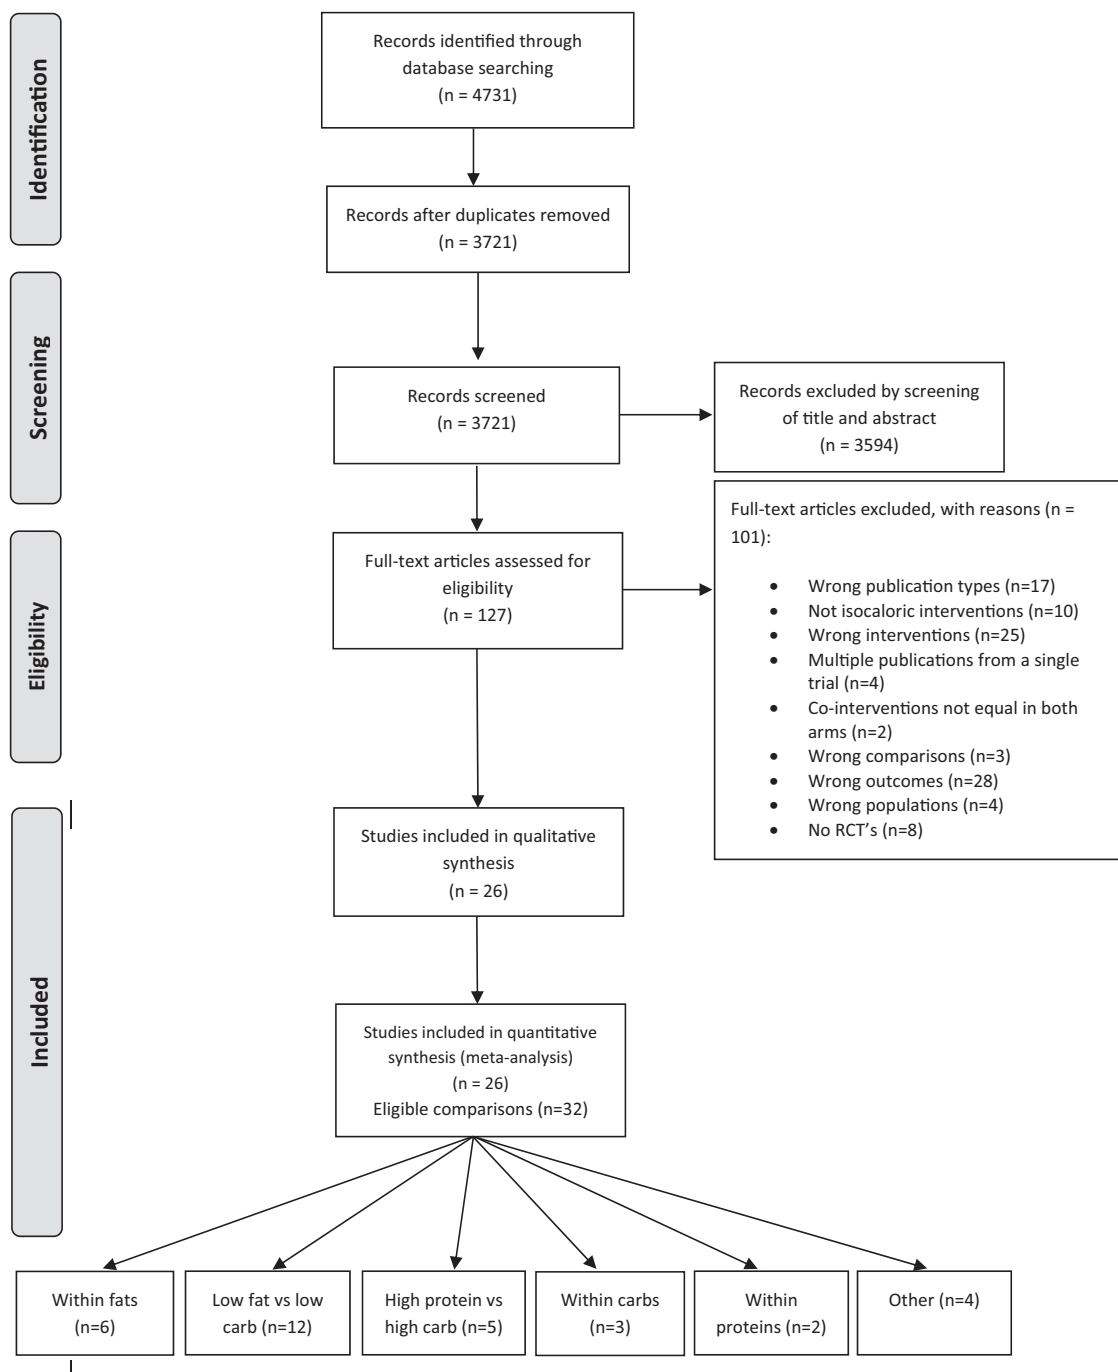 Identification
Records identified through
database searching
(n = 4731)
Records after duplicates removed
(n = 3721)
Screening
Records screened
(n = 3721)
Records excluded by screening
of title and abstract
(n = 3594)
Eligibility
Full-text articles assessed for
eligibility
(n = 127)
Full-text articles excluded, with reasons (n =
101):
• Wrong publication types (n=17)
• Not isocaloric interventions (n=10)
• Wrong interventions (n=25)
• Multiple publications from a single
trial (n=4)
• Co-interventions not equal in both
arms (n=2)
• Wrong comparisons (n=3)
• Wrong outcomes (n=28)
• Wrong populations (n=4)
• No RCT's (n=8)
Included
Studies included in qualitative
synthesis
(n = 26)
Studies included in quantitative
synthesis (meta-analysis)
(n = 26)
Eligible comparisons (n=32)
Within fats
(n=6)
Low fat vs low
carb (n=12)
High protein vs
high carb (n=5)
Within carbs
(n=3)
Within
proteins (n=2)
Other (n=4)